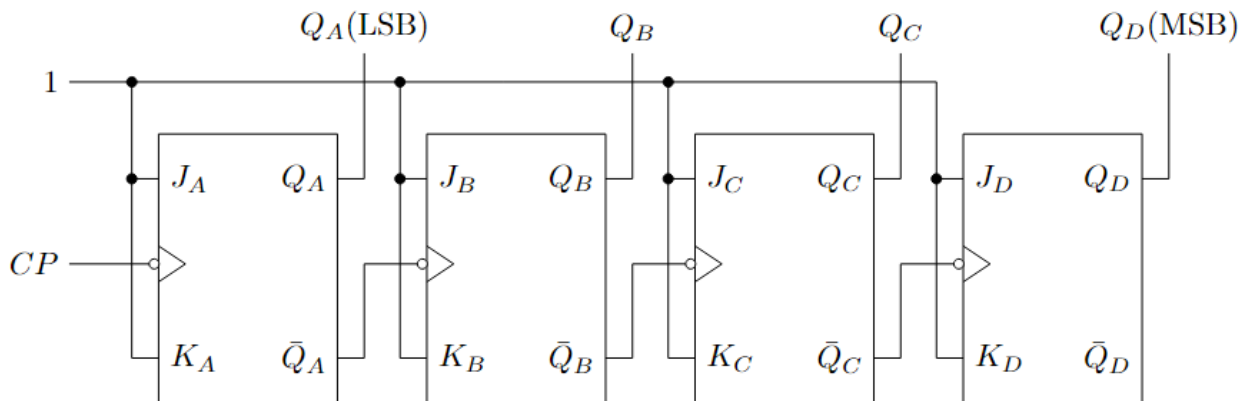 Q_A(LSB) Q_B Q_C Q_D(MSB)
1
J_A Q_A J_B Q_B J_C Q_C J_D Q_D
CP
K_A Q̄_A K_B Q̄_B K_C Q̄_C K_D Q̄_D